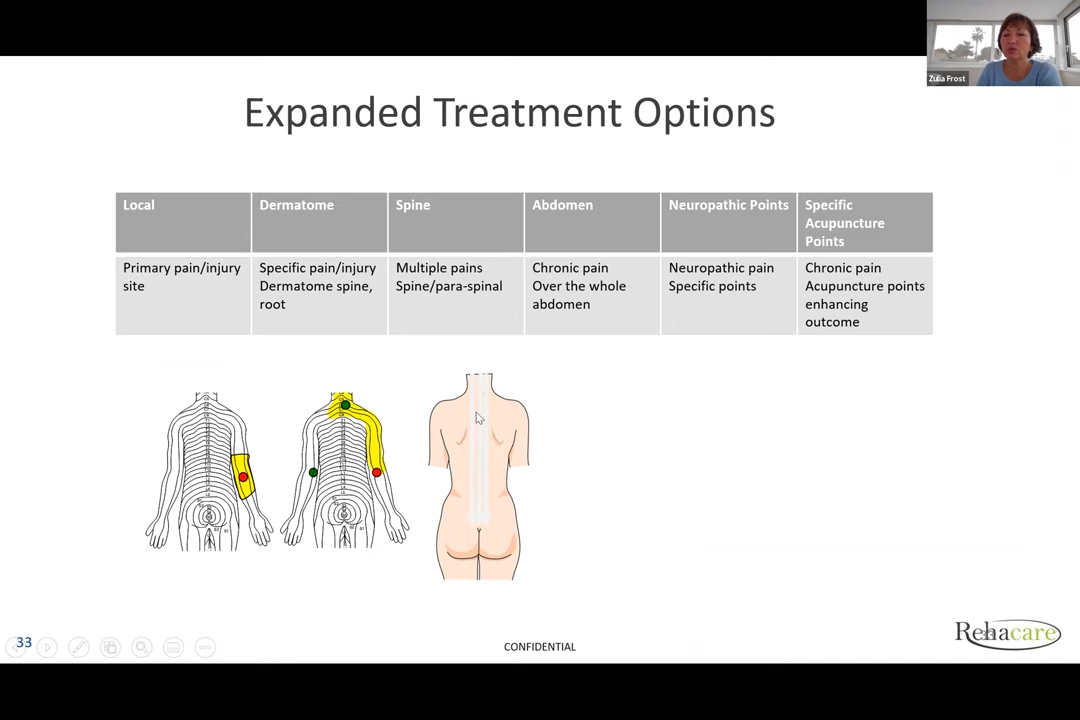 Zulia Frost
Expanded Treatment Options
Local
Dermatome
Spine
Abdomen
Neuropathic Points
Specific
Acupuncture
Points
Primary pain/injury
site
Specific pain/injury
Dermatome spine,
root
Multiple pains
Spine/para-spinal
Chronic pain
Over the whole
abdomen
Neuropathic pain
Specific points
Chronic pain
Acupuncture points
enhancing
outcome
33
CONFIDENTIAL
Rehacare